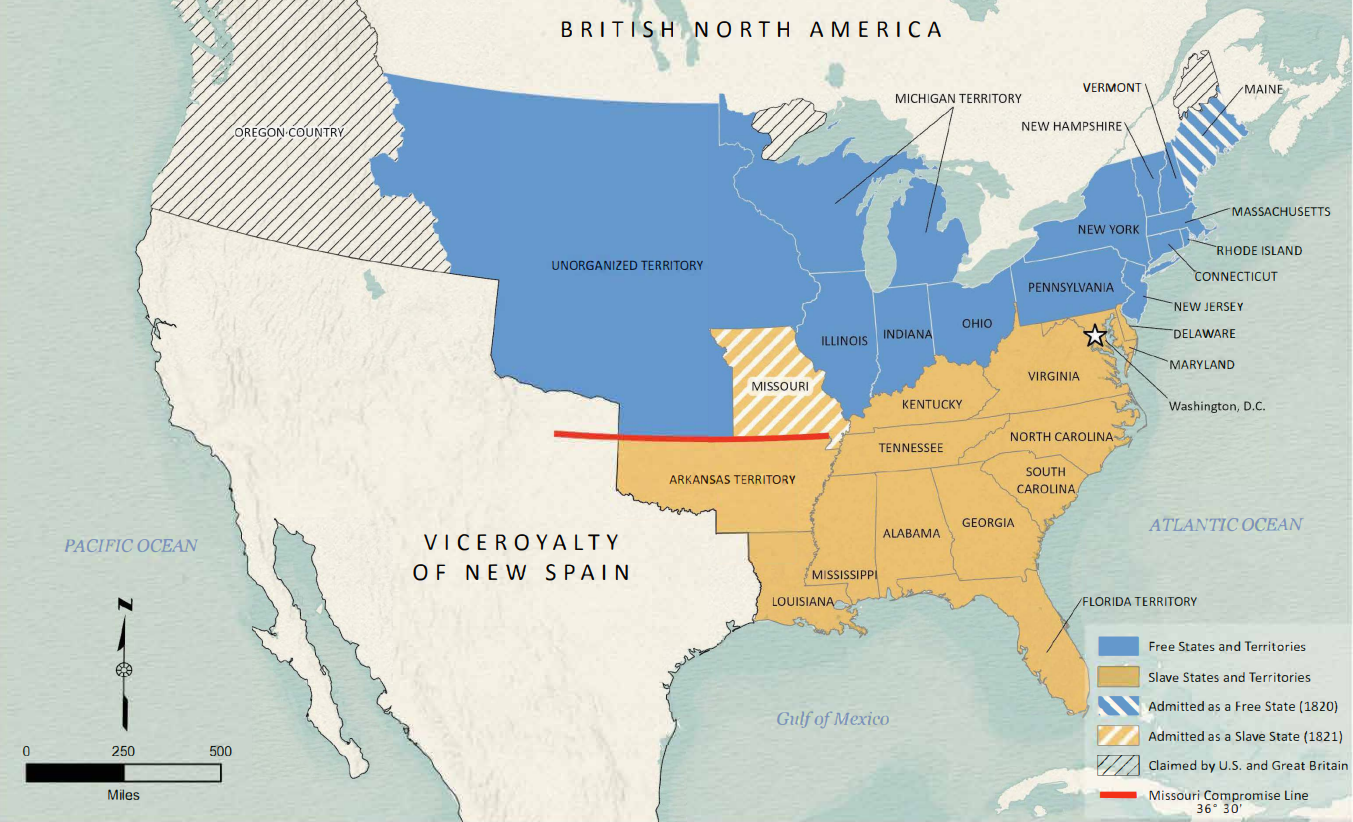 BRITISH NORTH AMERICA
VERMONT
MAINE
MICHIGAN TERRITORY
NEW HAMPSHIRE
OREGON COUNTRY
MASSACHUSETTS
NEW YORK
RHODE ISLAND
UNORGANIZED TERRITORY
CONNECTICUT
PENNSYLVANIA
NEW JERSEY
OHIO
DELAWARE
INDIANA
ILLINOIS
MARYLAND
VIRGINIA
MISSOURI
KENTUCKY
Washington, D.C.
NORTH CAROLINA
TENNESSEE
SOUTH
CAROLINA
ARKANSAS TERRITORY
GEORGIA
ATLANTIC OCEAN
ALABAMA
PACIFIC OCEAN
VICEROYALTY
OF NEW SPAIN
MISSISSIPPI
LOUISIANA
FLORIDA TERRITORY
N
Gulf of Mexico
0 250 500
Miles
Free States and Territories
Slave States and Territories
Admitted as a Free State (1820)
Admitted as a Slave State (1821)
Claimed by U.S. and Great Britain
Missouri Compromise Line
36° 30'